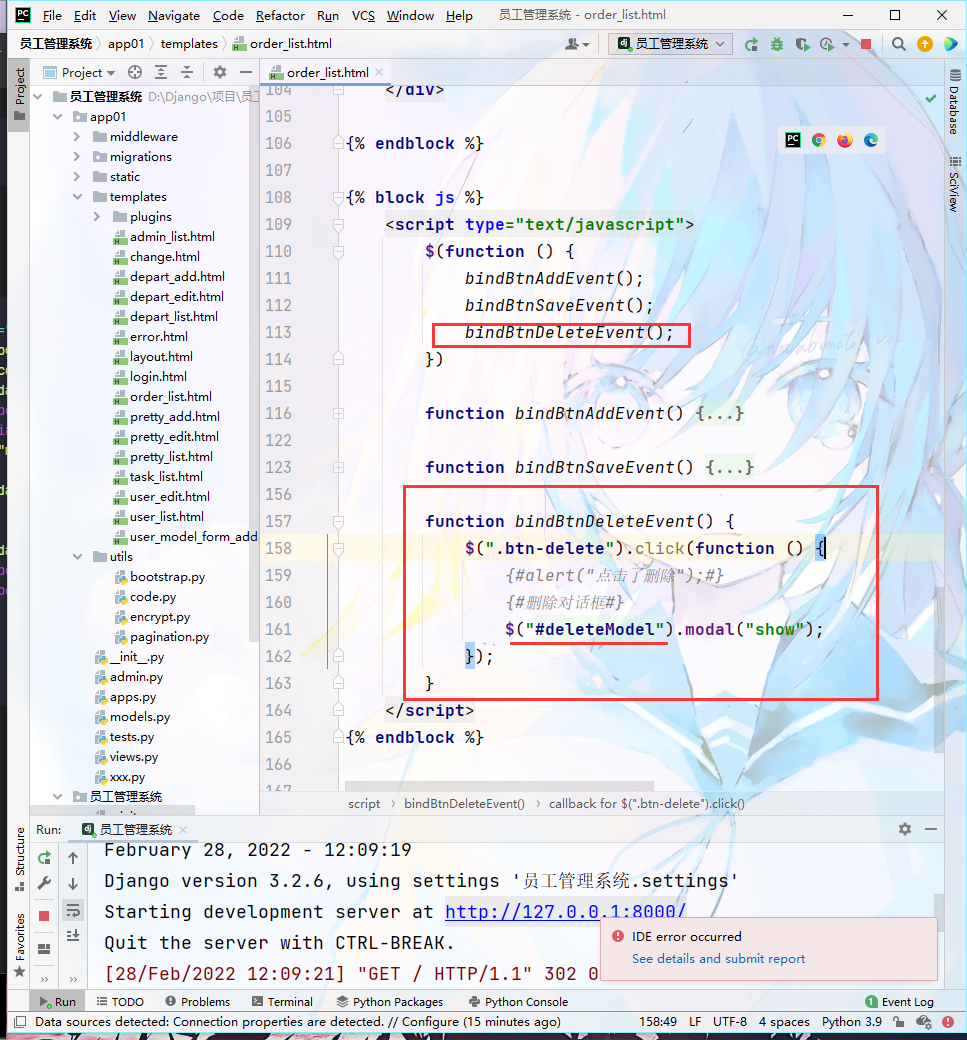 File Edit View Navigate Code Refactor Run VCS Window Help 员工管理系统 - order_list.html
员工管理系统 app01 templates order_list.html 员工管理系统
Project
Project
order_list.html
员工管理系统 D:\Django\项目\员工
app01
middleware
migrations
static
templates
plugins
admin_list.html
change.html
depart_add.html
depart_edit.html
depart_list.html
error.html
layout.html
login.html
order_list.html
pretty_add.html
pretty_edit.html
pretty_list.html
task_list.html
user_edit.html
user_list.html
user_model_form_add
utils
bootstrap.py
code.py
encrypt.py
pagination.py
__init__.py
admin.py
apps.py
models.py
tests.py
views.py
xxx.py
员工管理系统
104 </div>
105
106 {% endblock %}
107
108 {% block js %}
109 <script type="text/javascript">
110 $(function () {
111 bindBtnAddEvent();
112 bindBtnSaveEvent();
113 bindBtnDeleteEvent();
114 })
115
116 function bindBtnAddEvent() {...}
122
123 function bindBtnSaveEvent() {...}
156
157 function bindBtnDeleteEvent() {
158 $(".btn-delete").click(function () {
159 {#alert("点击了删除");#}
160 {#删除对话框#}
161 $("#deleteModel").modal("show");
162 });
163 }
164 </script>
165 {% endblock %}
166
167
script bindBtnDeleteEvent() callback for $(".btn-delete").click()
Database
SciView
Structure
Favorites
Run: 员工管理系统
February 28, 2022 - 12:09:19
Django version 3.2.6, using settings '员工管理系统.settings'
Starting development server at http://127.0.0.1:8000/
Quit the server with CTRL-BREAK.
[28/Feb/2022 12:09:21] "GET / HTTP/1.1" 302 0
IDE error occurred
See details and submit report
Run TODO Problems Terminal Python Packages Python Console 1 Event Log
Data sources detected: Connection properties are detected. // Configure (15 minutes ago) 158:49 LF UTF-8 4 spaces Python 3.9